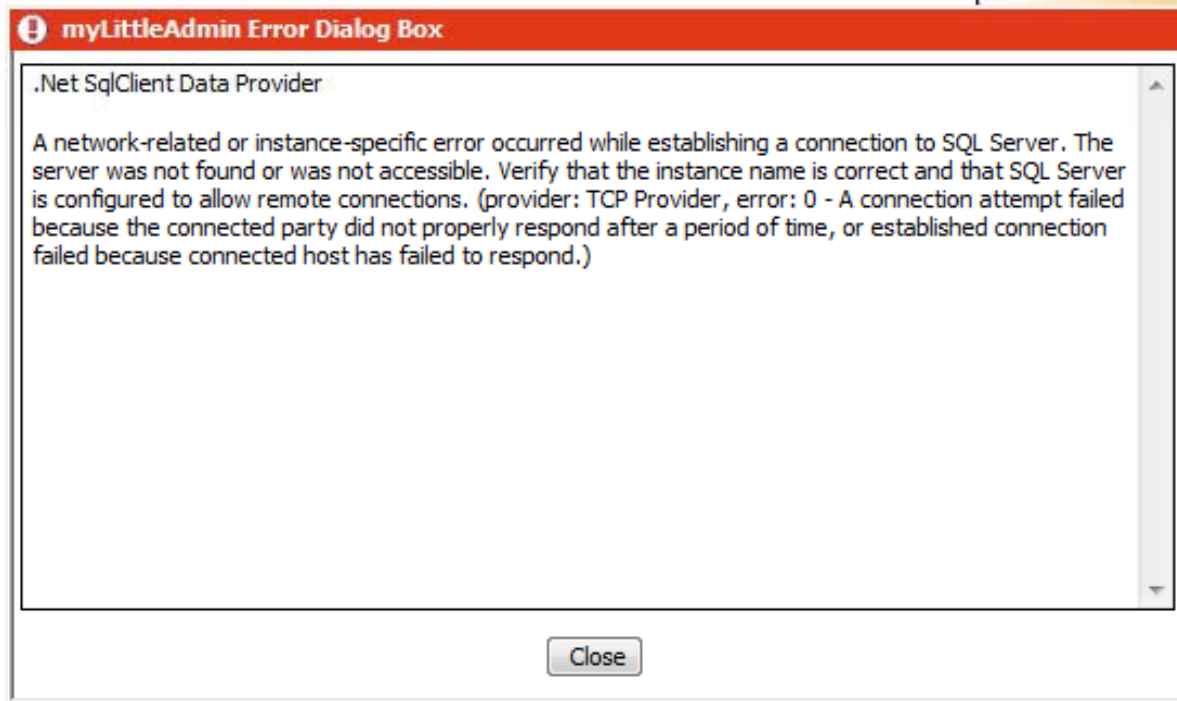 myLittleAdmin Error Dialog Box
.Net SqlClient Data Provider
A network-related or instance-specific error occurred while establishing a connection to SQL Server. The
server was not found or was not accessible. Verify that the instance name is correct and that SQL Server
is configured to allow remote connections. (provider: TCP Provider, error: 0 - A connection attempt failed
because the connected party did not properly respond after a period of time, or established connection
failed because connected host has failed to respond.)
Close